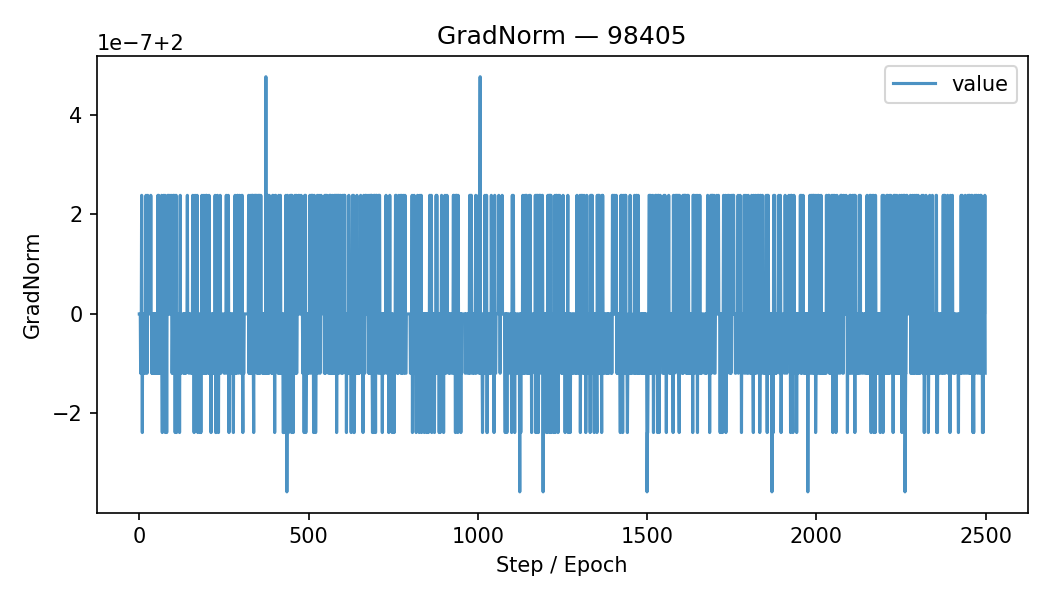 GradNorm — 98405
1e−7+2
value
4
2
0
−2
GradNorm
0 500 1000 1500 2000 2500
Step / Epoch